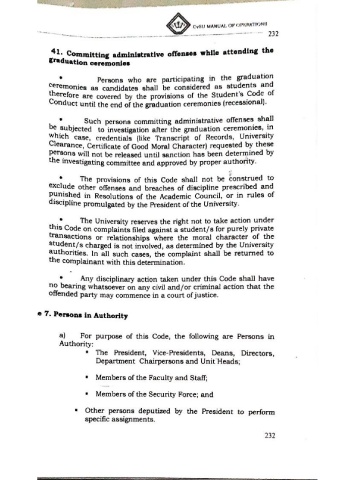 CvSU MANUAL OF OPERATIONS
232
41. Committing administrative offenses while attending the
graduation ceremonies
• Persons who are participating in the graduation
ceremonies as candidates shall be considered as students and
therefore are covered by the provisions of the Student's Code of
Conduct until the end of the graduation ceremonies (recessional).
• Such persons committing administrative offenses shall
be subjected to investigation after the graduation ceremonies, in
which case, credentials (like Transcript of Records, University
Clearance, Certificate of Good Moral Character) requested by these
persons will not be released until sanction has been determined by
the investigating committee and approved by proper authority.
• The provisions of this Code shall not be construed to
exclude other offenses and breaches of discipline prescribed and
punished in Resolutions of the Academic Council, or in rules of
discipline promulgated by the President of the University.
• The University reserves the right not to take action under
this Code on complaints filed against a student/s for purely private
transactions or relationships where the moral character of the
student/s charged is not involved, as determined by the University
authorities. In all such cases, the complaint shall be returned to
the complainant with this determination.
• Any disciplinary action taken under this Code shall have
no bearing whatsoever on any civil and/or criminal action that the
offended party may commence in a court of justice.
e 7. Persons in Authority
a) For purpose of this Code, the following are Persons in
Authority:
• The President, Vice-Presidents, Deans, Directors,
Department Chairpersons and Unit Heads;
• Members of the Faculty and Staff;
• Members of the Security Force; and
• Other persons deputized by the President to perform
specific assignments.
232